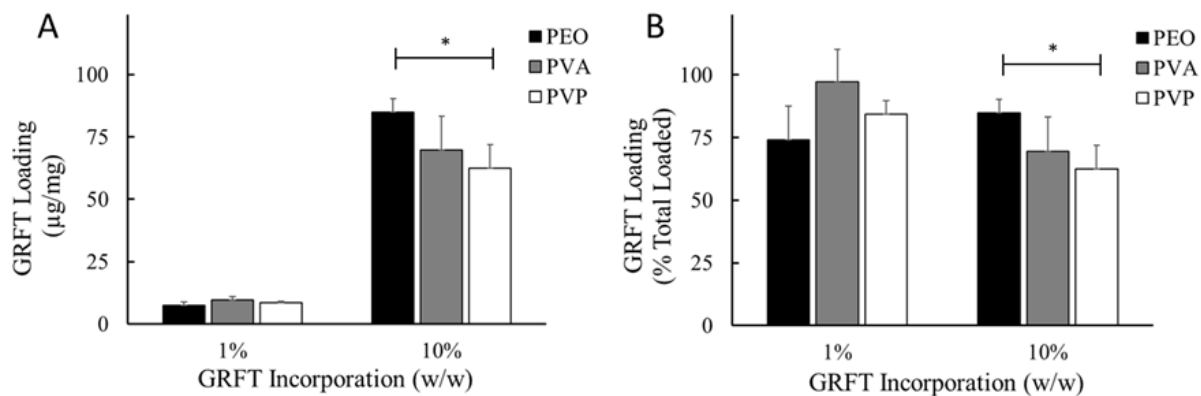 A
PEO
PVA
PVP
*
100
75
50
25
0
GRFT Loading
(µg/mg)
1%
10%
GRFT Incorporation (w/w)
B
PEO
PVA
PVP
*
100
75
50
25
0
GRFT Loading
(% Total Loaded)
1%
10%
GRFT Incorporation (w/w)